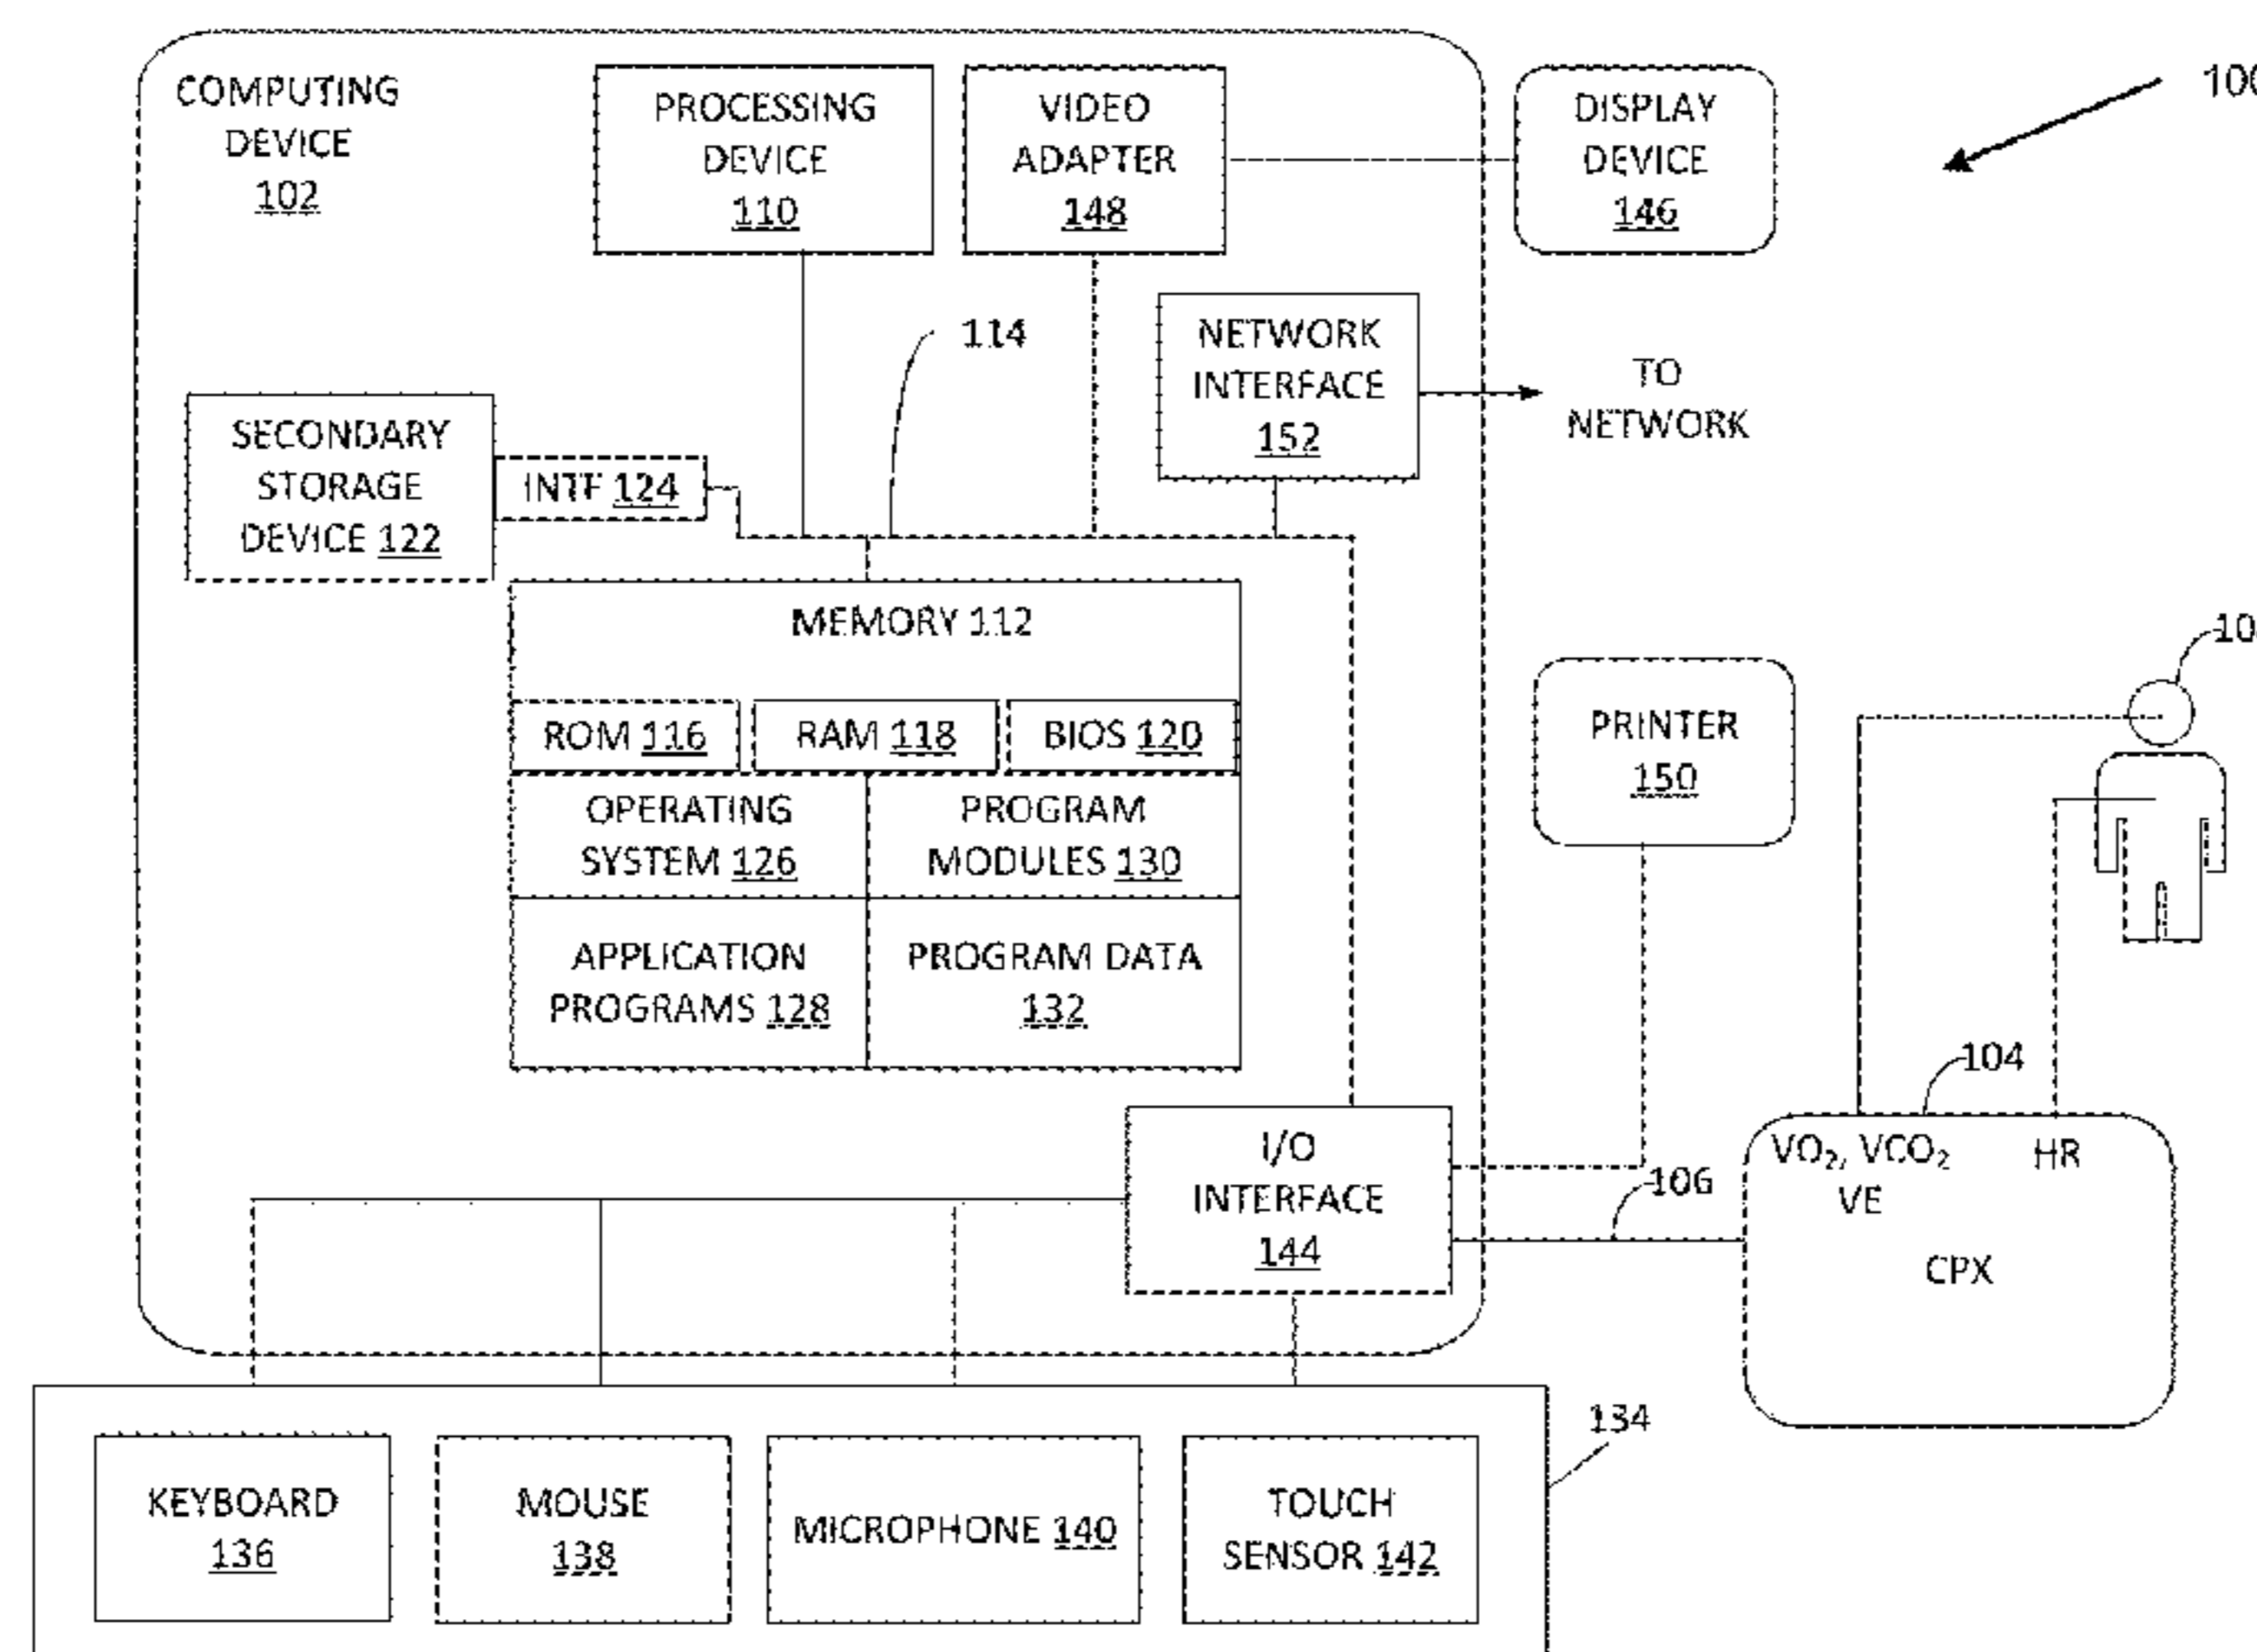 COMPUTING
DEVICE
102
PROCESSING
DEVICE
110
VIDEO
ADAPTER
148
DISPLAY
DEVICE
146
100
114
NETWORK
INTERFACE
152
TO
NETWORK
SECONDARY
STORAGE
DEVICE 122
INTF 124
MEMORY 112
ROM 116
RAM 118
BIOS 120
OPERATING
SYSTEM 126
PROGRAM
MODULES 130
APPLICATION
PROGRAMS 128
PROGRAM DATA
132
PRINTER
150
104
VO₂, VCO₂
VE
HR
CPX
106
I/O
INTERFACE
144
134
KEYBOARD
136
MOUSE
138
MICROPHONE 140
TOUCH
SENSOR 142